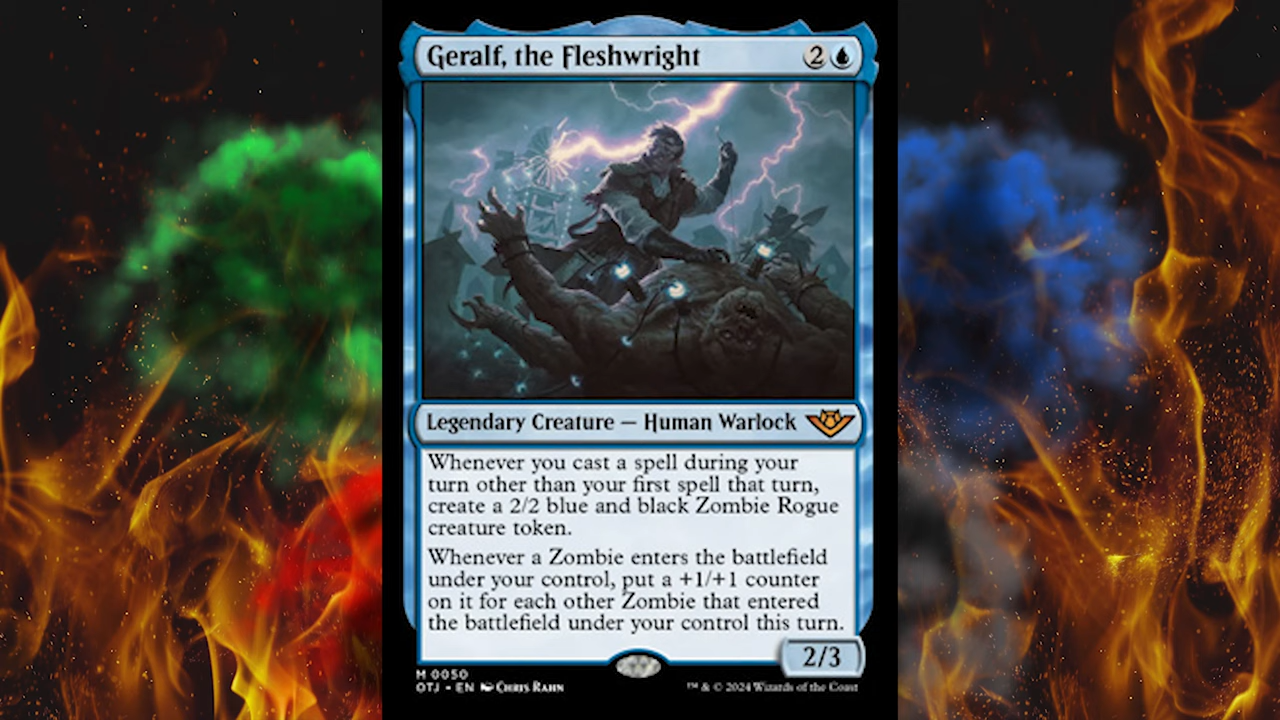 Geralf, the Fleshwright 2
Legendary Creature — Human Warlock
Whenever you cast a spell during your
turn other than your first spell that turn,
create a 2/2 blue and black Zombie Rogue
creature token.
Whenever a Zombie enters the battlefield
under your control, put a +1/+1 counter
on it for each other Zombie that entered
the battlefield under your control this turn.
2/3
M 0050
OTJ • EN Chris Rahn
™ & © 2024 Wizards of the Coast